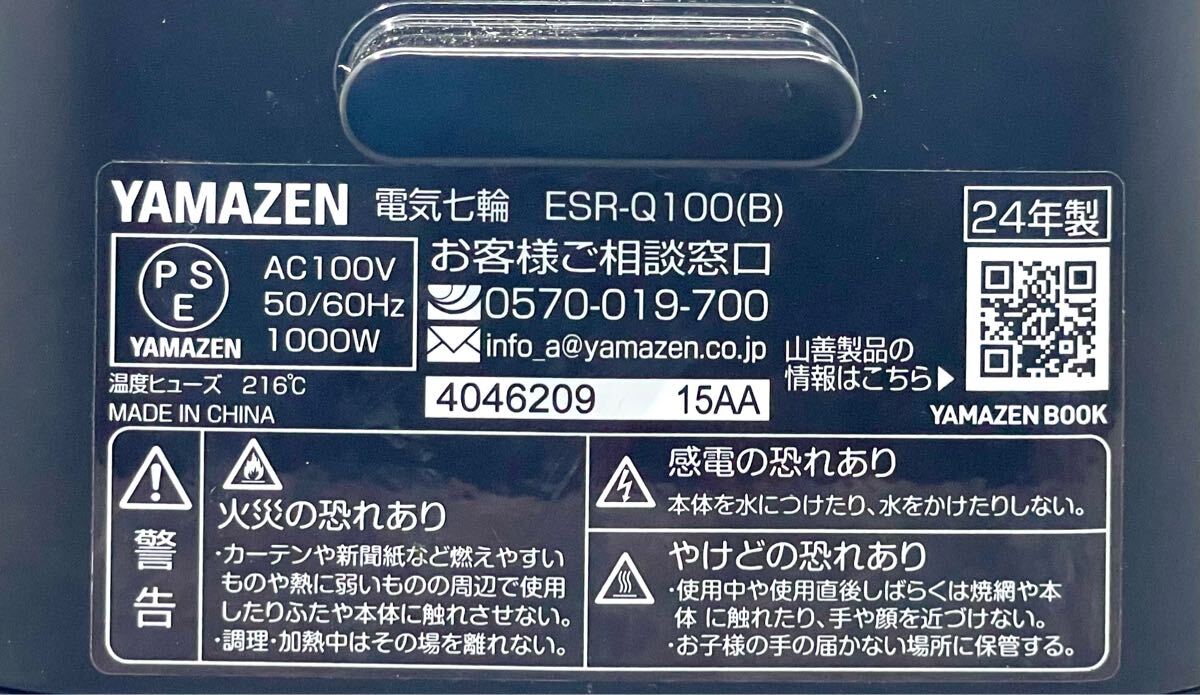 YAMAZEN 電気七輪 ESR-Q100(B)
24年製
PSE
YAMAZEN
AC100V
50/60Hz
1000W
温度ヒューズ 216℃
MADE IN CHINA
お客様ご相談窓口
0570-019-700
info_a@yamazen.co.jp
4046209 15AA
山善製品の
情報はこちら▶
YAMAZEN BOOK
警告
火災の恐れあり
・カーテンや新聞紙など燃えやすい
ものや熱に弱いものの周辺で使用
したりふたや本体に触れさせない。
・調理・加熱中はその場を離れない。
感電の恐れあり
本体を水につけたり、水をかけたりしない。
やけどの恐れあり
・使用中や使用直後しばらくは焼網や本
体 に触れたり、手や顔を近づけない。
・お子様の手の届かない場所に保管する。